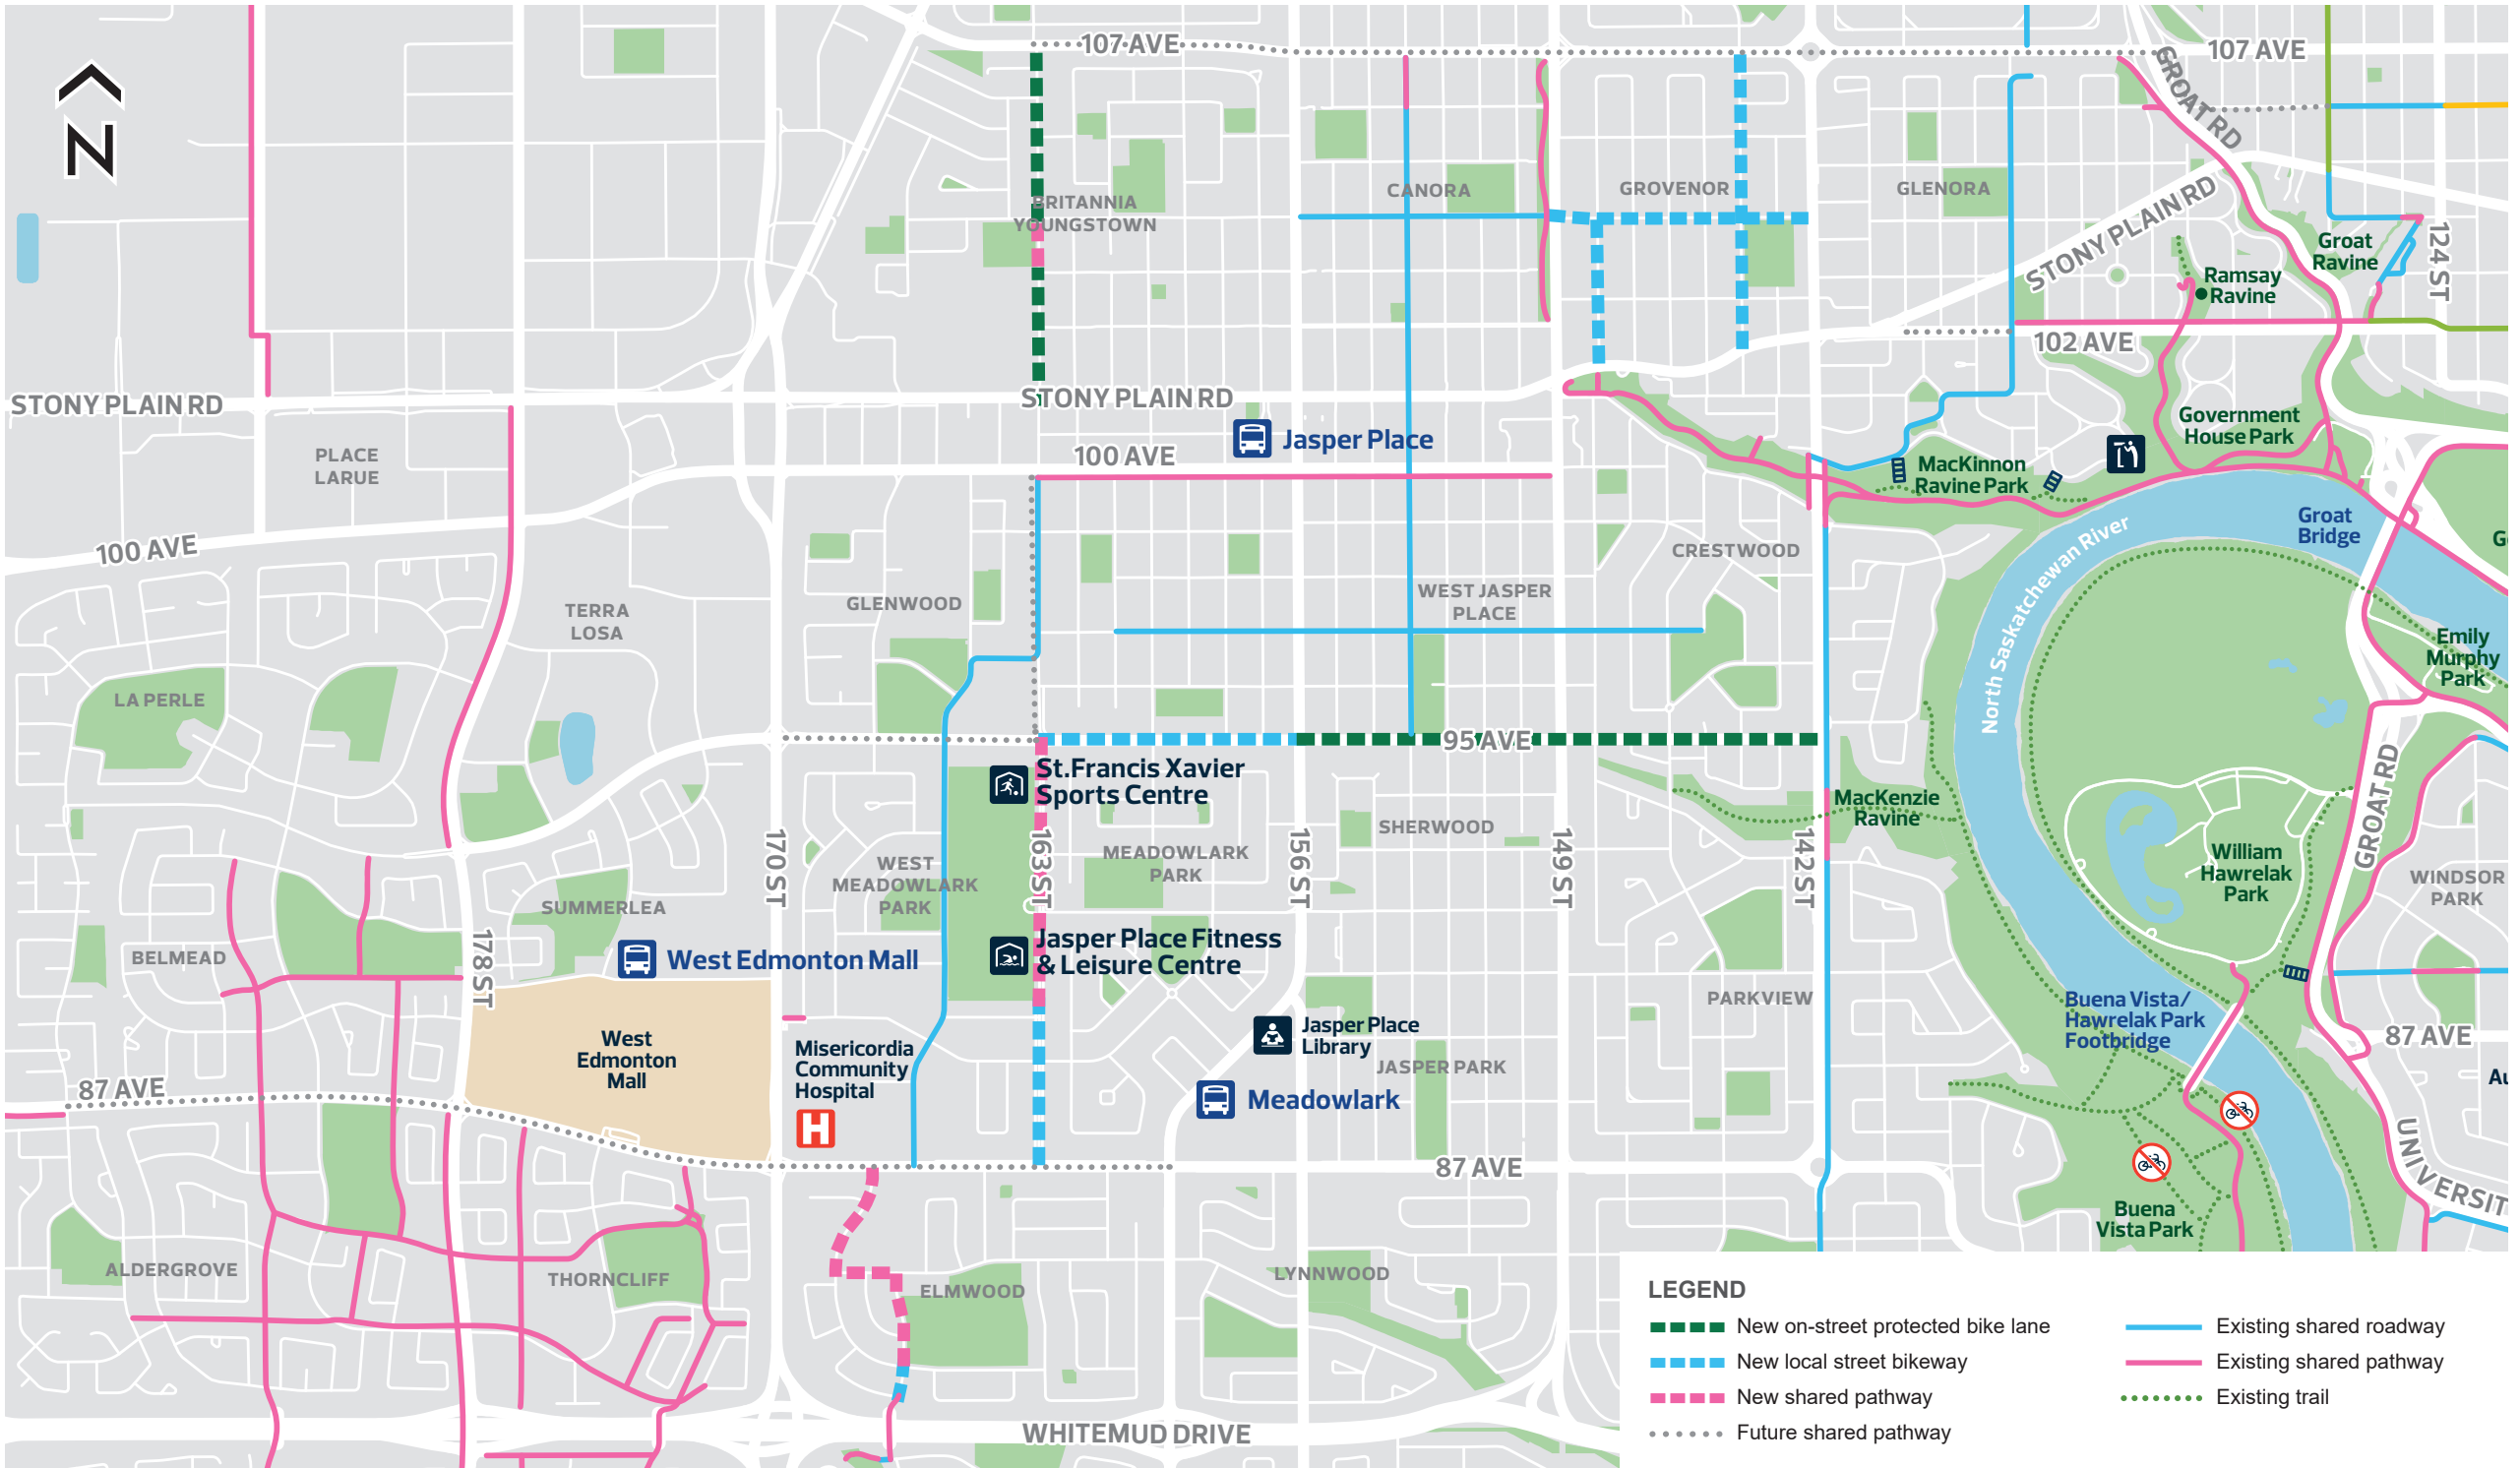 107 AVE
107 AVE
GROAT RD
N
BRITANNIA
YOUNGSTOWN
CANORA
GROVENOR
GLENORA
STONY PLAIN RD
Groat
Ravine
124 ST
Ramsay
Ravine
102 AVE
STONY PLAIN RD
STONY PLAIN RD
PLACE
LARUE
Jasper Place
100 AVE
Government
House Park
MacKinnon
Ravine Park
100 AVE
Groat
Bridge
G
North Saskatchewan River
CRESTWOOD
TERRA
LOSA
GLENWOOD
WEST JASPER
PLACE
Emily
Murphy
Park
LA PERLE
95 AVE
St.Francis Xavier
Sports Centre
MacKenzie
Ravine
GROAT RD
170 ST
163 ST
156 ST
149 ST
142 ST
SHERWOOD
MEADOWLARK
PARK
WEST
MEADOWLARK
PARK
William
Hawrelak
Park
WINDSOR
PARK
SUMMERLEA
BELMEAD
178 ST
West Edmonton Mall
Jasper Place Fitness
& Leisure Centre
PARKVIEW
Buena Vista/
Hawrelak Park
Footbridge
87 AVE
West
Edmonton
Mall
Misericordia
Community
Hospital
H
Jasper Place
Library
JASPER PARK
Meadowlark
Au
87 AVE
87 AVE
UNIVERSIT
Buena
Vista Park
ALDERGROVE
THORNCLIFF
ELMWOOD
LYNNWOOD
WHITEMUD DRIVE
LEGEND
New on-street protected bike lane
New local street bikeway
New shared pathway
Future shared pathway
Existing shared roadway
Existing shared pathway
Existing trail